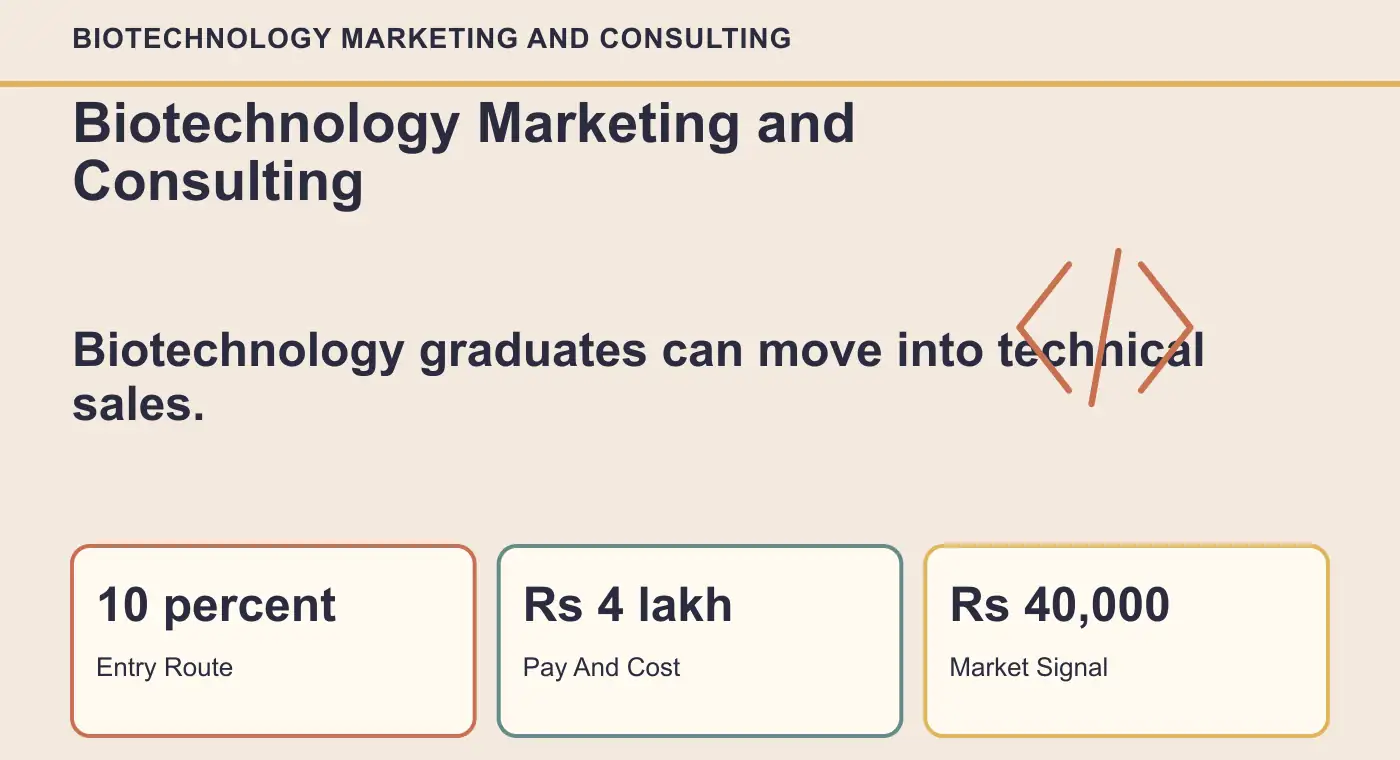 BIOTECHNOLOGY MARKETING AND CONSULTING
Biotechnology Marketing and
Consulting
Biotechnology graduates can move into technical
sales.
10 percent
Entry Route
Rs 4 lakh
Pay And Cost
Rs 40,000
Market Signal